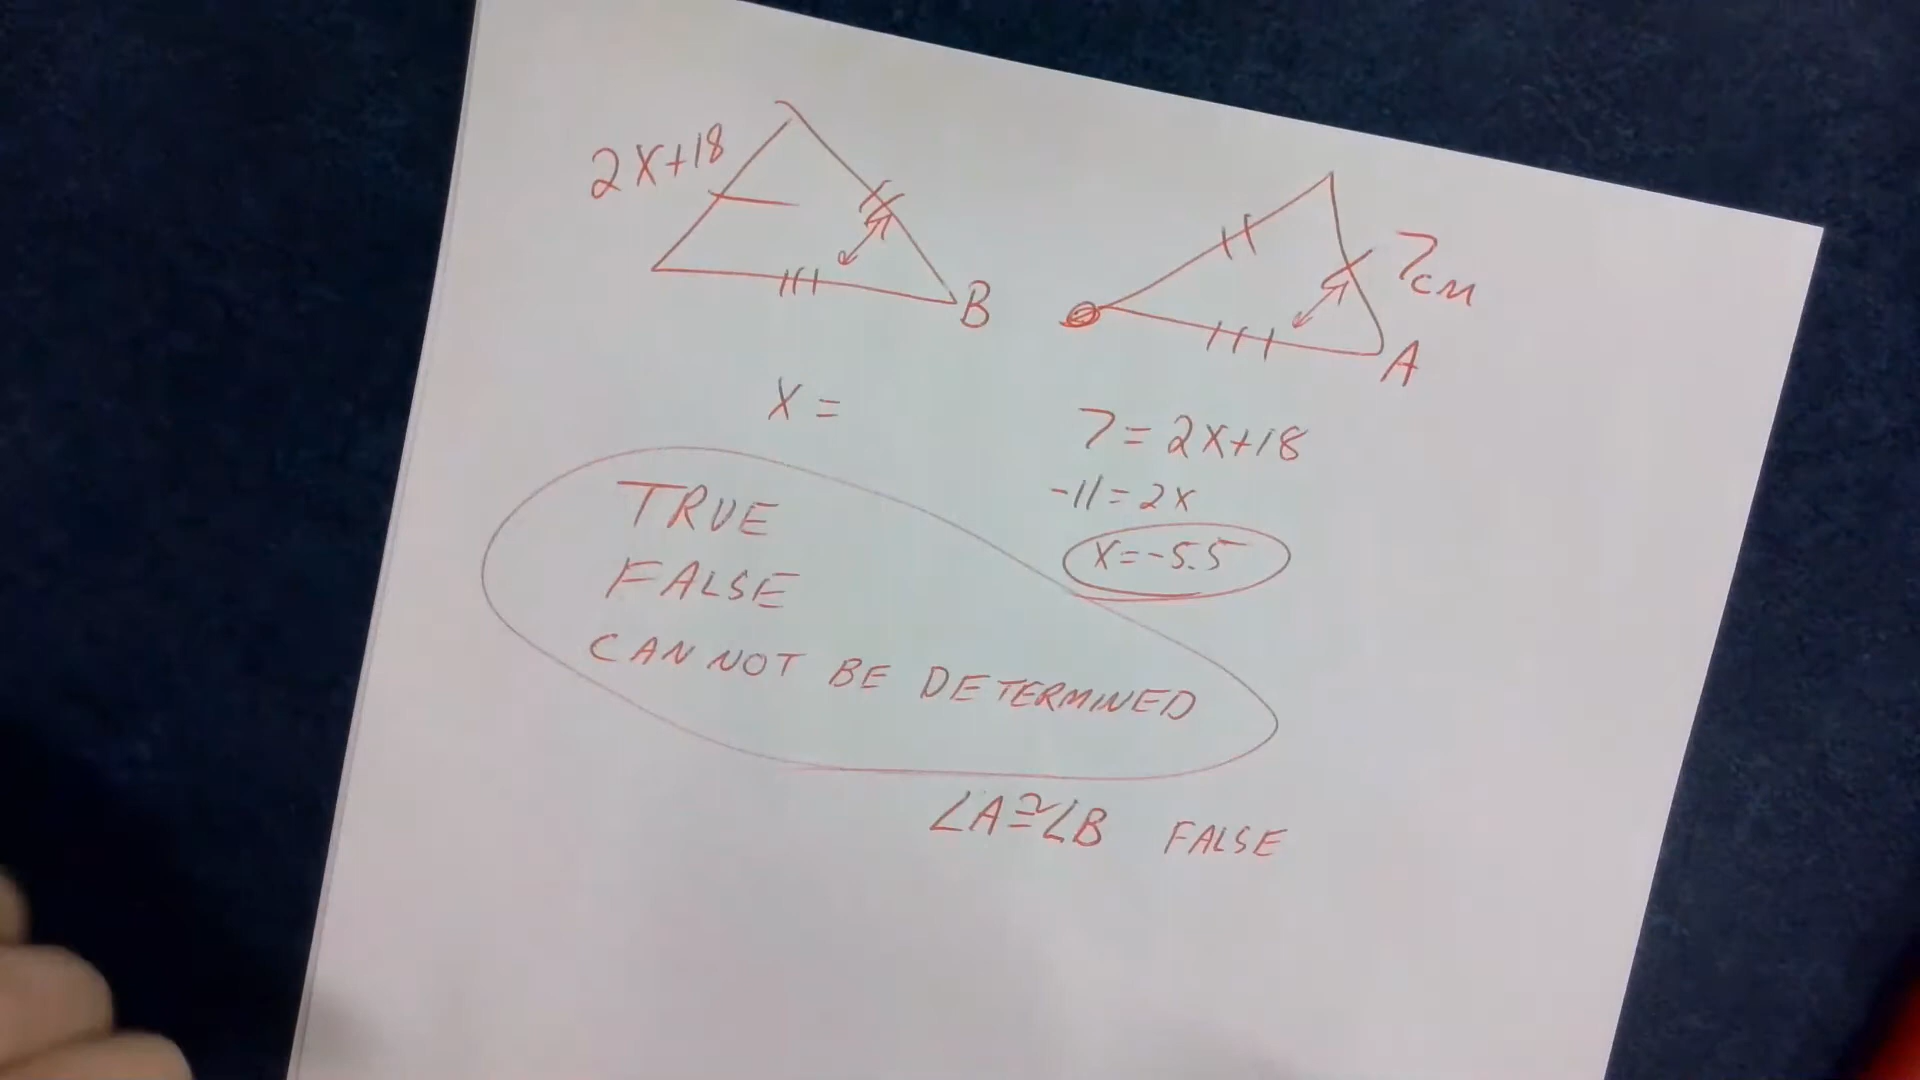 2x+18
B
7cm
A
x =
7=2x+18
-11=2x
x=-5.5
TRUE
FALSE
CAN NOT BE DETERMINED
∠A≅∠B FALSE